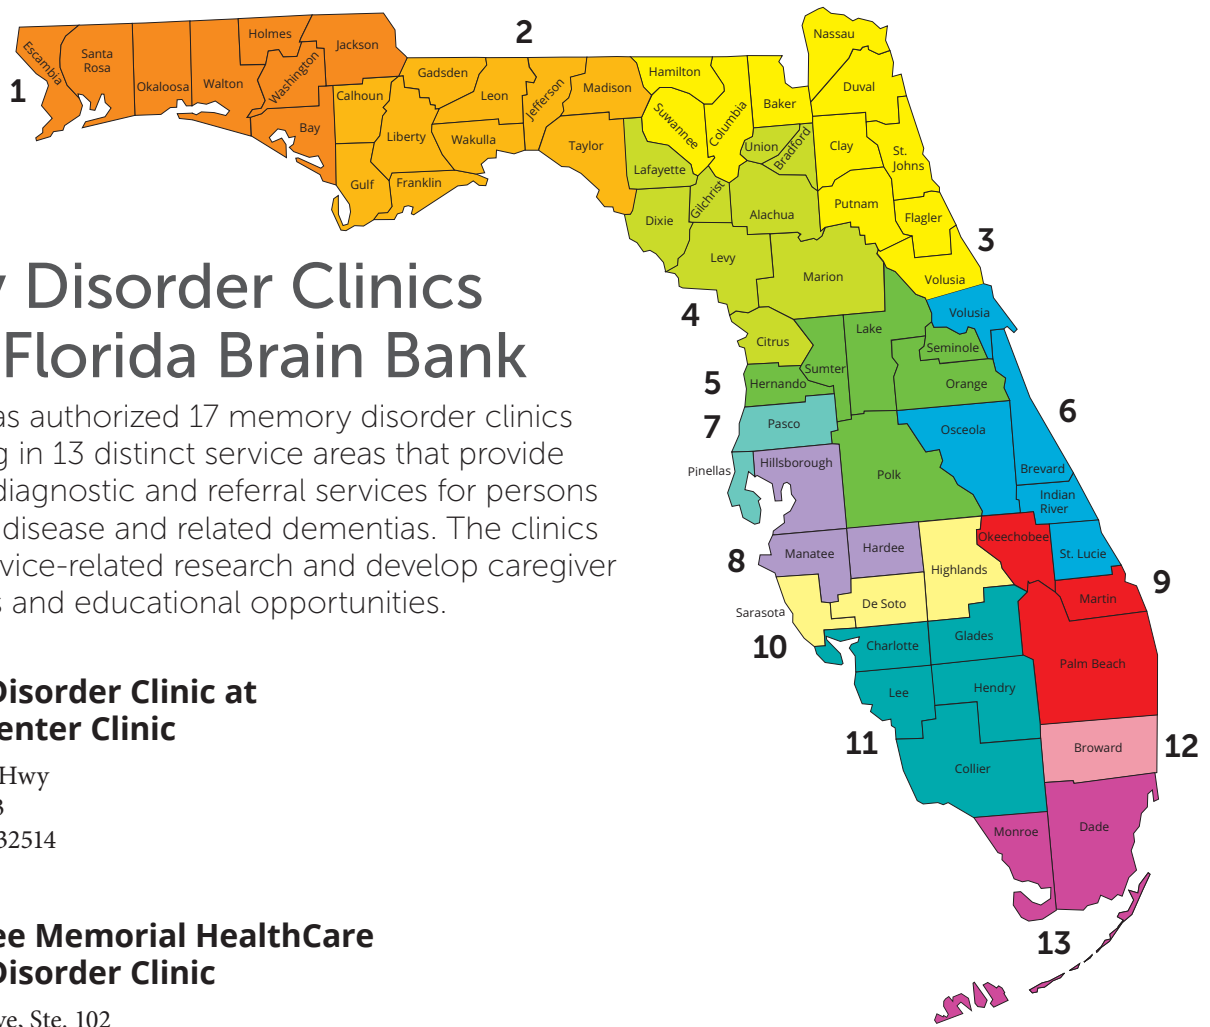 1
2
Escambia
Santa
Rosa
Okaloosa
Walton
Holmes
Washington
Jackson
Bay
Calhoun
Gulf
Gadsden
Liberty
Franklin
Leon
Wakulla
Jefferson
Madison
Taylor
Hamilton
Suwannee
Columbia
Baker
Nassau
Duval
Clay
St.
Johns
Putnam
Flagler
3
Volusia
Lafayette
Union
Bradford
Dixie
Gilchrist
Alachua
Levy
Marion
4
Citrus
y Disorder Clinics
Florida Brain Bank
as authorized 17 memory disorder clinics
g in 13 distinct service areas that provide
diagnostic and referral services for persons
disease and related dementias. The clinics
vice-related research and develop caregiver
s and educational opportunities.
Lake
Sumter
Volusia
Seminole
5
Hernando
Orange
6
7
Pasco
Pinellas
Hillsborough
Polk
Osceola
Brevard
Indian
River
8
Manatee
Hardee
Highlands
Okeechobee
St. Lucie
9
Martin
Sarasota
De Soto
10
Charlotte
Glades
Palm Beach
Lee
Hendry
11
Collier
Broward
12
Monroe
Dade
13
Disorder Clinic at
enter Clinic
Hwy
3
32514
ee Memorial HealthCare
Disorder Clinic
ve, Ste. 102